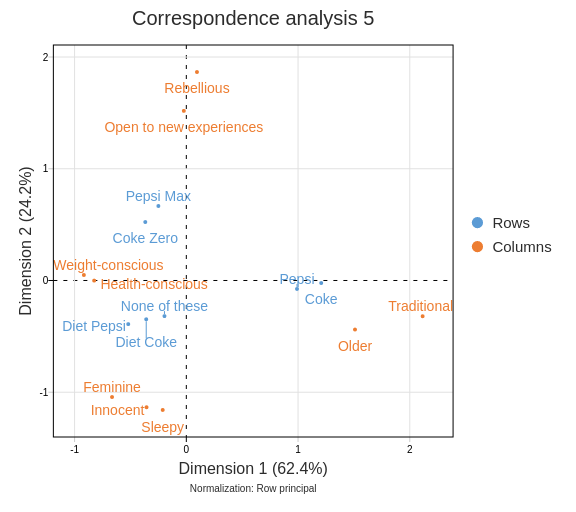 Correspondence analysis 5
2
Rebellious
Open to new experiences
1
Pepsi Max
Coke Zero
Rows
Columns
Dimension 2 (24.2%)
Weight-conscious
0
Health-conscious
Pepsi
Coke
None of these
Traditional
Diet Pepsi
Diet Coke
Older
Feminine
-1
Innocent
Sleepy
-1 0 1 2
Dimension 1 (62.4%)
Normalization: Row principal